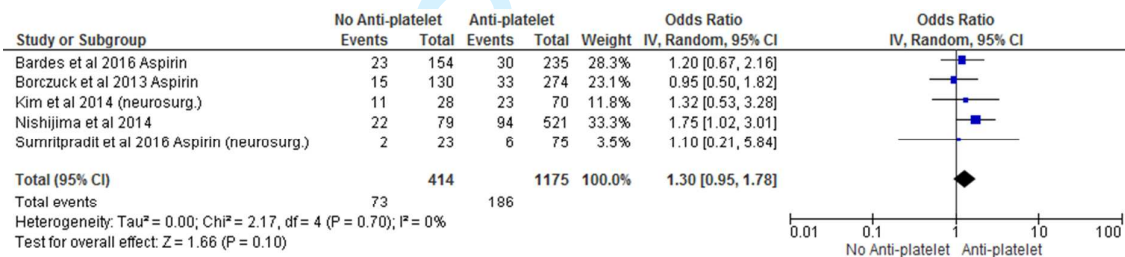 No Anti-platelet Anti-platelet Odds Ratio Odds Ratio
Study or Subgroup Events Total Events Total Weight IV, Random, 95% CI IV, Random, 95% CI
Bardes et al 2016 Aspirin 23 154 30 235 28.3% 1.20 [0.67, 2.16]
Borczuck et al 2013 Aspirin 15 130 33 274 23.1% 0.95 [0.50, 1.82]
Kim et al 2014 (neurosurg.) 11 28 23 70 11.8% 1.32 [0.53, 3.28]
Nishijima et al 2014 22 79 94 521 33.3% 1.75 [1.02, 3.01]
Sumritpradit et al 2016 Aspirin (neurosurg.) 2 23 6 75 3.5% 1.10 [0.21, 5.84]
Total (95% CI) 414 1175 100.0% 1.30 [0.95, 1.78]
Total events 73 186
Heterogeneity: Tau² = 0.00; Chi² = 2.17, df = 4 (P = 0.70); I² = 0%
Test for overall effect: Z = 1.66 (P = 0.10)
0.01 0.1 1 10 100
No Anti-platelet Anti-platelet